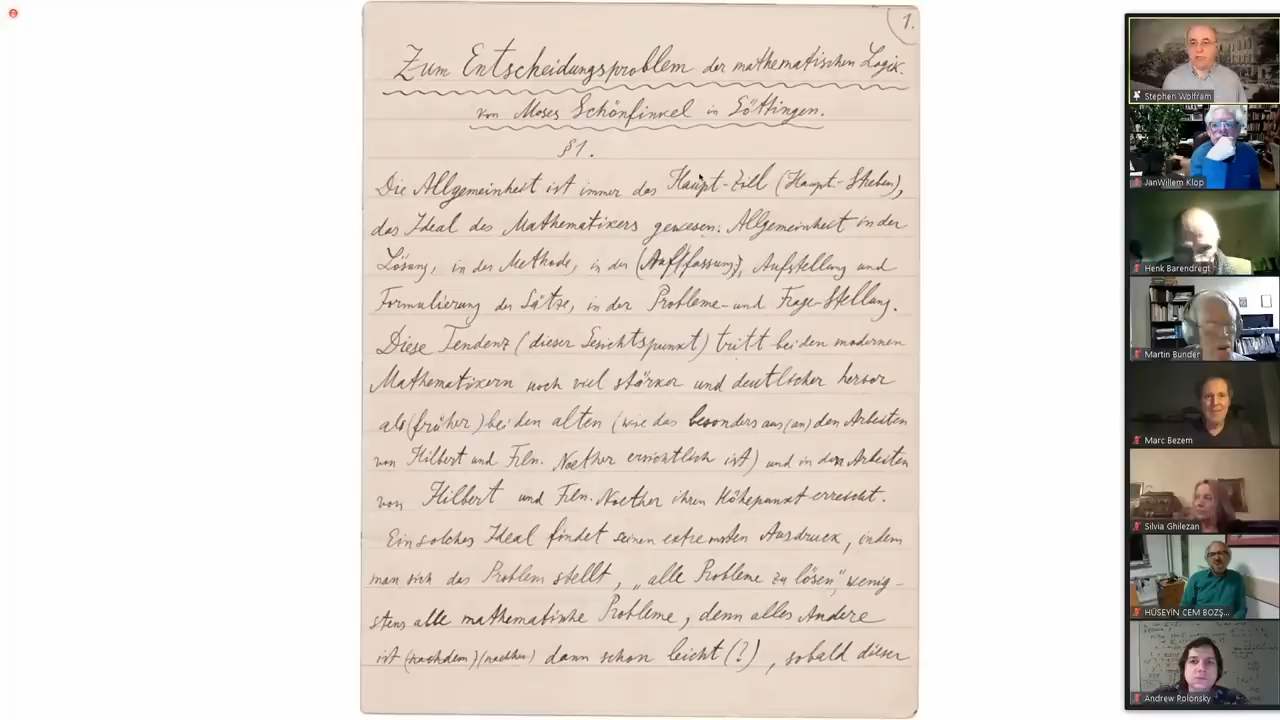 1.
Zum Entscheidungsproblem der mathematischen Logik.
von Moses Schönfinkel in Göttingen.
§1.
Die Allgemeinheit ist immer das Haupt-Ziel (Haupt-Streben),
das Ideal des Mathematikers gewesen. Allgemeinheit in der
Lösung, in der Methode, in der (Auffassung), Aufstellung und
Formulierung der Sätze, in der Probleme- und Frage-Stellung.
Diese Tendenz (dieser Gesichtspunkt) tritt bei den modernen
Mathematikern noch viel stärker und deutlicher hervor
als (früher) bei den alten (wie das besonders aus (an) den Arbeiten
von Hilbert und Frln. Noether ersichtlich ist) und in den Arbeiten
von Hilbert und Frln. Noether ihren Höhepunkt erreicht.
Ein solches Ideal findet seinen extremsten Ausdruck, indem
man sich das Problem stellt, „alle Probleme zu lösen“, wenig-
stens alle mathematische Probleme, denn alles Andere
ist (nachdem) (nachher) dann schon leicht (?), sobald dieser
Stephen Wolfram
JanWillem Klop
Henk Barendregt
Martin Bunder
Marc Bezem
Silvia Ghilezan
HÜSEYİN CEM BOZŞ...
Andrew Polonsky